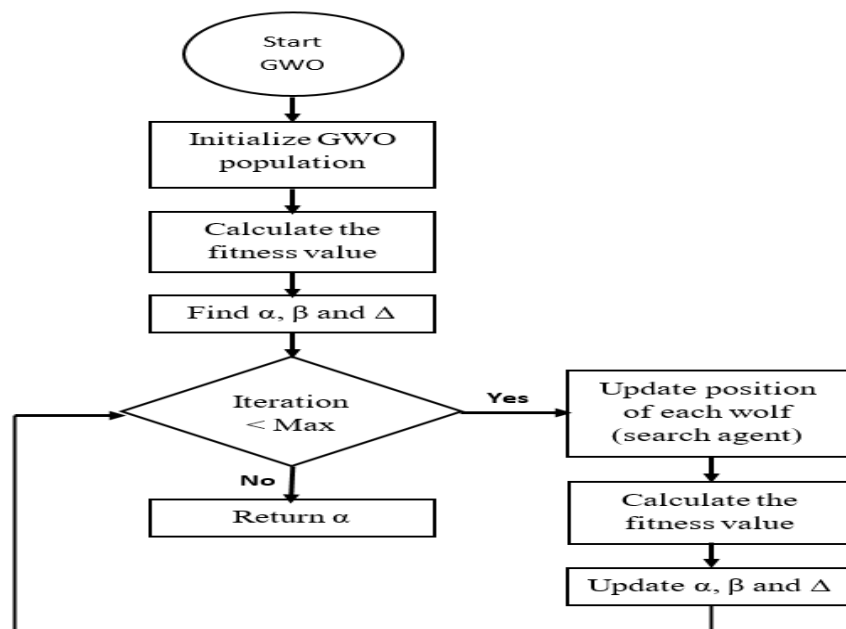 Start
GWO
Initialize GWO
population
Calculate the
fitness value
Find α, β and Δ
Iteration
< Max
Yes
No
Return α
Update position
of each wolf
(search agent)
Calculate the
fitness value
Update α, β and Δ